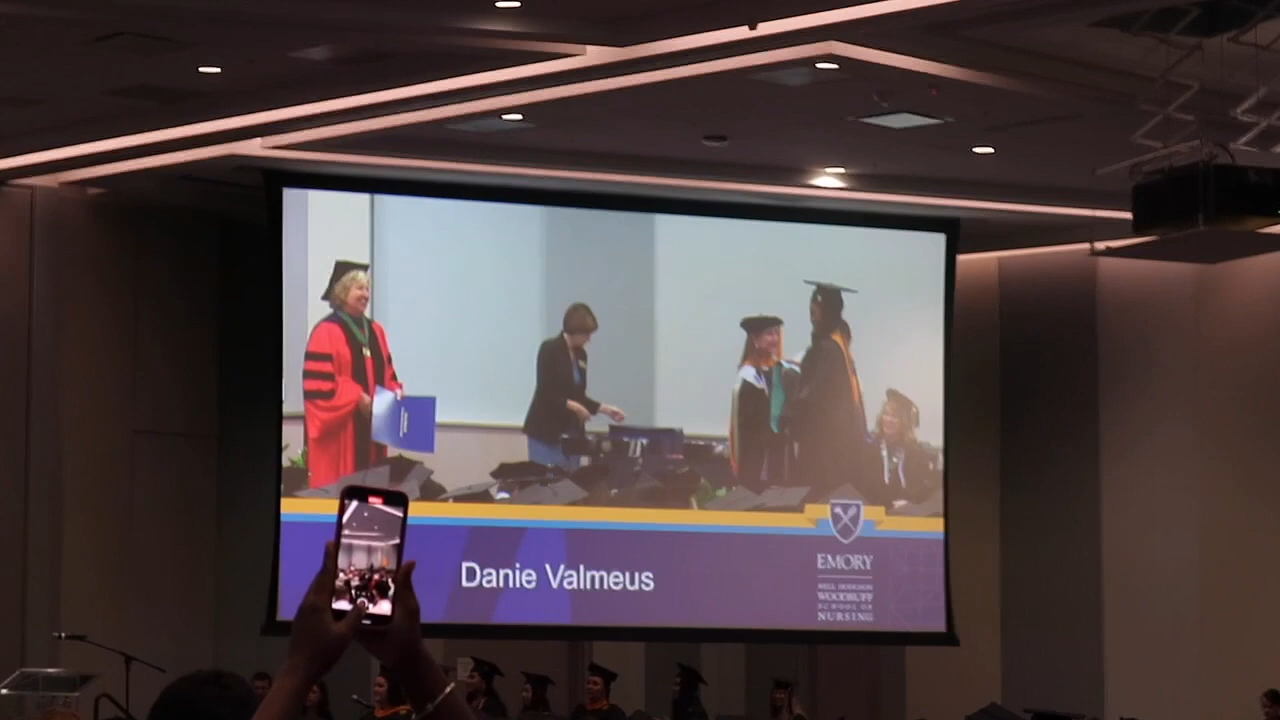 Danie Valmeus
EMORY
NELL HODGSON
WOODRUFF
SCHOOL OF
NURSING